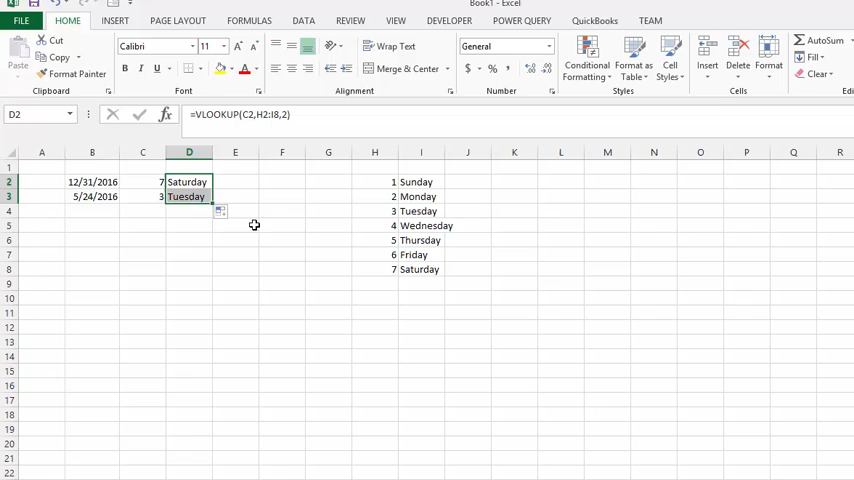 Book1 - Excel
FILE HOME INSERT PAGE LAYOUT FORMULAS DATA REVIEW VIEW DEVELOPER POWER QUERY QuickBooks TEAM
Paste Cut Copy Format Painter Clipboard
Calibri 11 A A B I U A Font
Wrap Text Merge & Center Alignment
General $ % , Number
Conditional Formatting Format as Table Cell Styles Styles
Insert Delete Format Cells
AutoSum Fill Clear
D2 fx =VLOOKUP(C2,H2:I8,2)
A B C D E F G H I J K L M N O P Q R
1
2 12/31/2016 7 Saturday 1 Sunday
3 5/24/2016 3 Tuesday 2 Monday
4 3 Tuesday
5 4 Wednesday
6 5 Thursday
7 6 Friday
8 7 Saturday
9
10
11
12
13
14
15
16
17
18
19
20
21
22